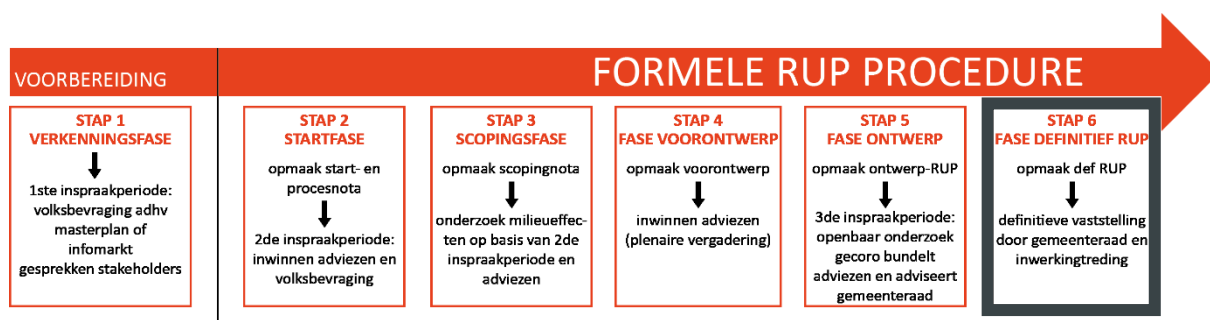 VOORBEREIDING
FORMELE RUP PROCEDURE
STAP 1
VERKENNINGSFASE
1ste inspraakperiode:
volksbevraging adhv
masterplan of
infomarkt
gesprekken stakeholders
STAP 2
STARTFASE
opmaak start- en
procesnota
2de inspraakperiode:
inwinnen adviezen en
volksbevraging
STAP 3
SCOPINGSFASE
opmaak scopingnota
onderzoek milieueffec-
ten op basis van 2de
inspraakperiode en
adviezen
STAP 4
FASE VOORONTWERP
opmaak voorontwerp
inwinnen adviezen
(plenaire vergadering)
STAP 5
FASE ONTWERP
opmaak ontwerp-RUP
3de inspraakperiode:
openbaar onderzoek
gecoro bundelt
adviezen en adviseert
gemeenteraad
STAP 6
FASE DEFINITIEF RUP
opmaak def RUP
definitieve vaststelling
door gemeenteraad en
inwerkingtreding